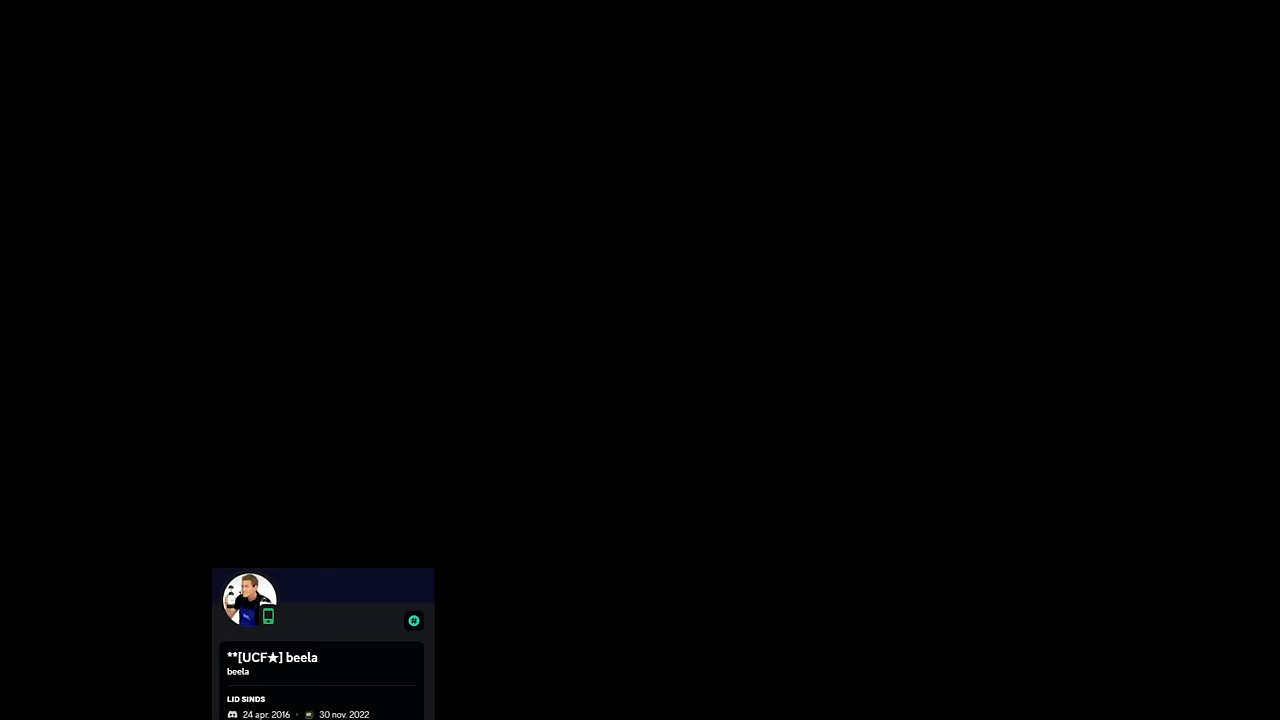 **[UCF★] beela
beela
LID SINDS
24 apr. 2016 • 30 nov. 2022